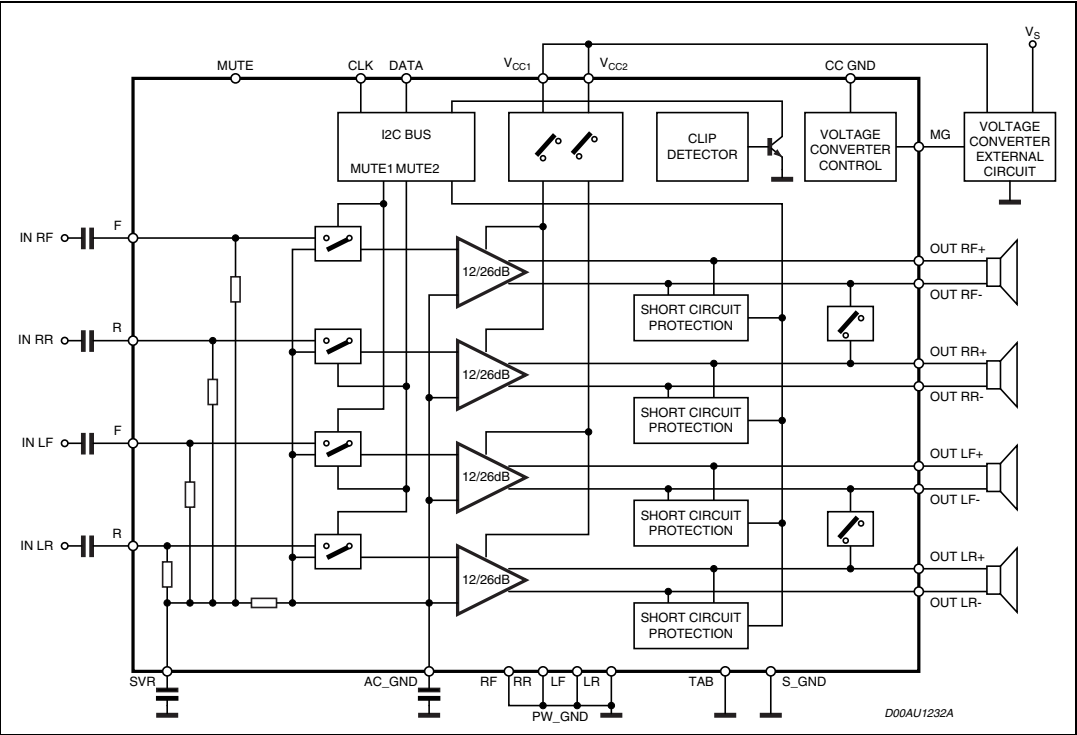 VS
MUTE
CLK
DATA
VCC1
VCC2
CC GND
I2C BUS
MUTE1 MUTE2
CLIP
DETECTOR
VOLTAGE
CONVERTER
CONTROL
MG
VOLTAGE
CONVERTER
EXTERNAL
CIRCUIT
IN RF
F
12/26dB
SHORT CIRCUIT
PROTECTION
OUT RF+
OUT RF-
IN RR
R
12/26dB
SHORT CIRCUIT
PROTECTION
OUT RR+
OUT RR-
IN LF
F
12/26dB
SHORT CIRCUIT
PROTECTION
OUT LF+
OUT LF-
IN LR
R
12/26dB
SHORT CIRCUIT
PROTECTION
OUT LR+
OUT LR-
SVR
AC_GND
RF
RR
LF
LR
PW_GND
TAB
S_GND
D00AU1232A